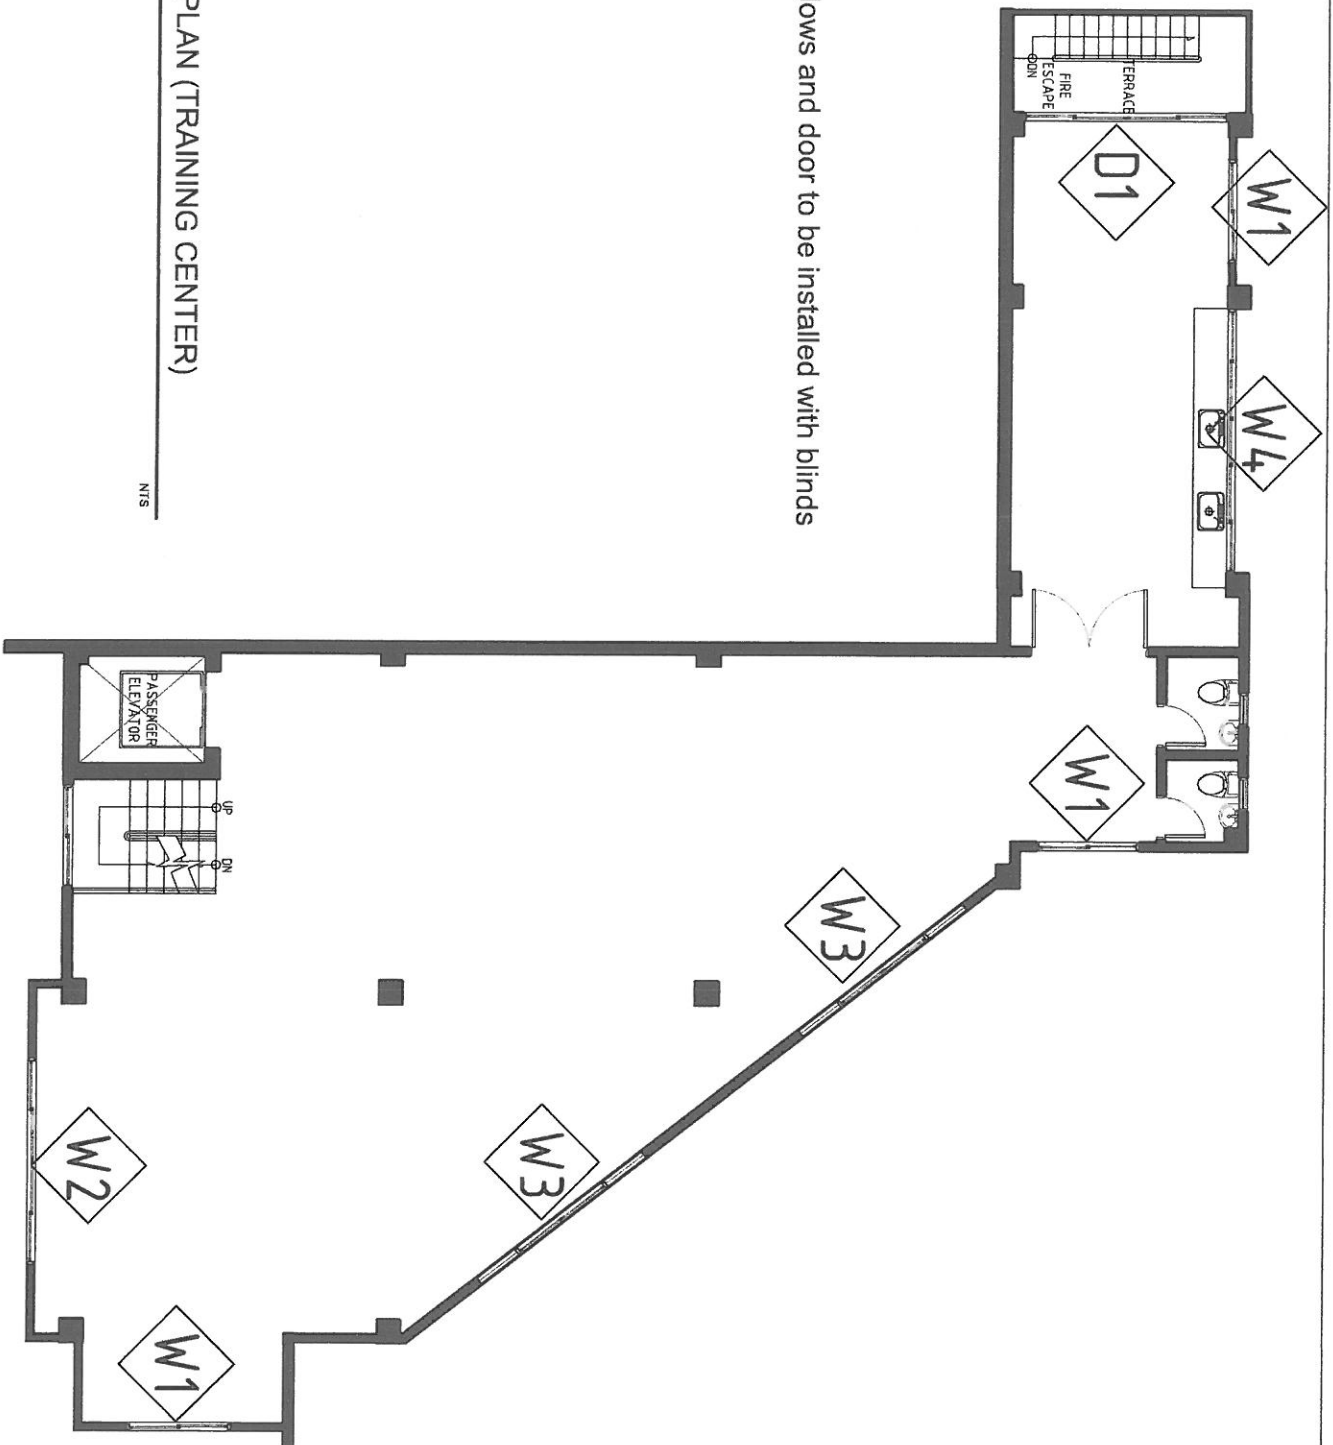 W1
W4
TERRACE
FIRE
ESCAPE
DN
D1
W1
W3
ows and door to be installed with blinds
W3
UP
DN
PLAN (TRAINING CENTER)
NTS
PASSENGER
ELEVATOR
W1
W2